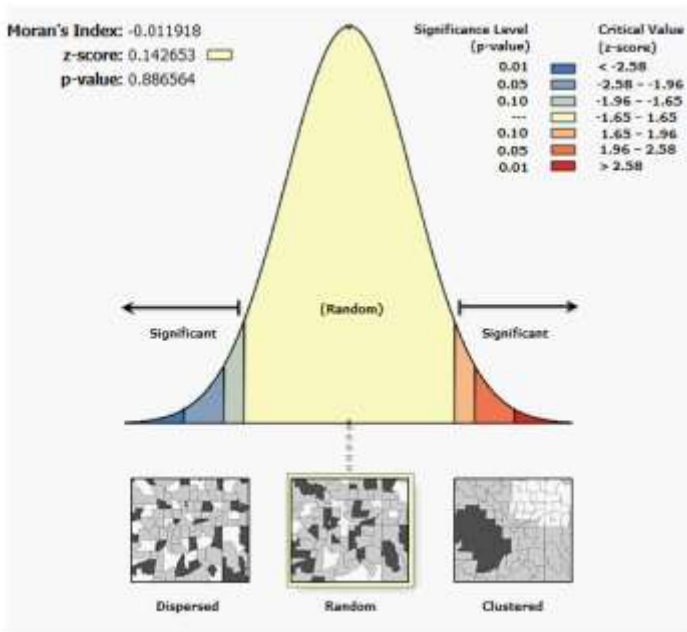 Moran's Index: -0.011918
z-score: 0.142653
p-value: 0.886564
Significance Level
(p-value)
0.01
0.05
0.10
---
0.10
0.05
0.01
Critical Value
(z-score)
< -2.58
-2.58 – -1.96
-1.96 – -1.65
-1.65 – 1.65
1.65 – 1.96
1.96 – 2.58
> 2.58
Significant
(Random)
Significant
Dispersed
Random
Clustered